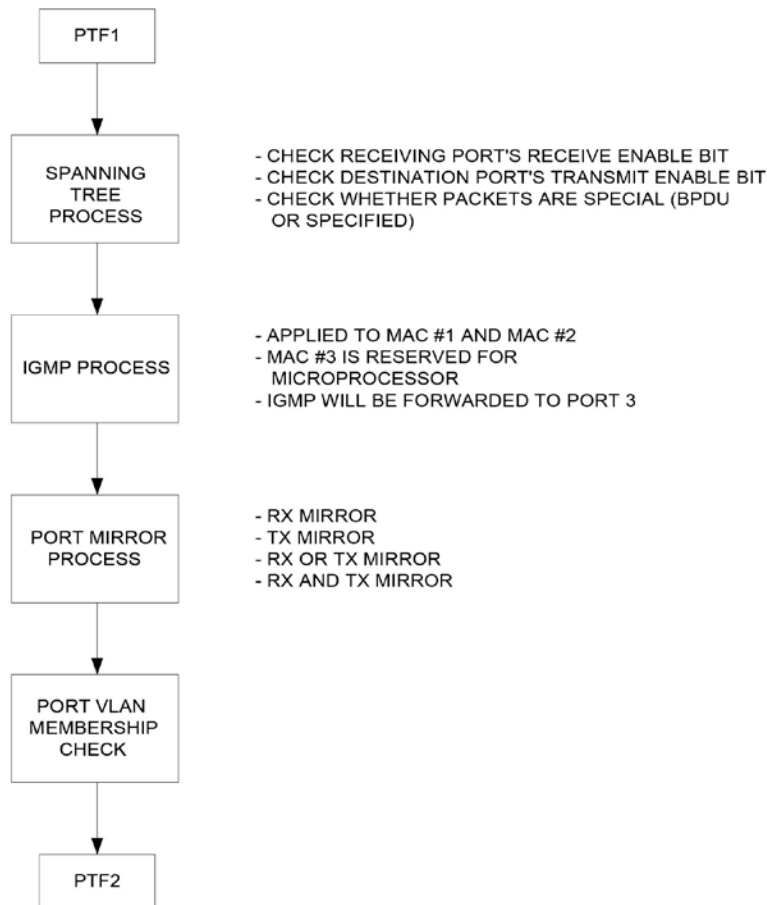 PTF1
SPANNING
TREE
PROCESS
- CHECK RECEIVING PORT'S RECEIVE ENABLE BIT
- CHECK DESTINATION PORT'S TRANSMIT ENABLE BIT
- CHECK WHETHER PACKETS ARE SPECIAL (BPDU
OR SPECIFIED)
IGMP PROCESS
- APPLIED TO MAC #1 AND MAC #2
- MAC #3 IS RESERVED FOR
MICROPROCESSOR
- IGMP WILL BE FORWARDED TO PORT 3
PORT MIRROR
PROCESS
- RX MIRROR
- TX MIRROR
- RX OR TX MIRROR
- RX AND TX MIRROR
PORT VLAN
MEMBERSHIP
CHECK
PTF2